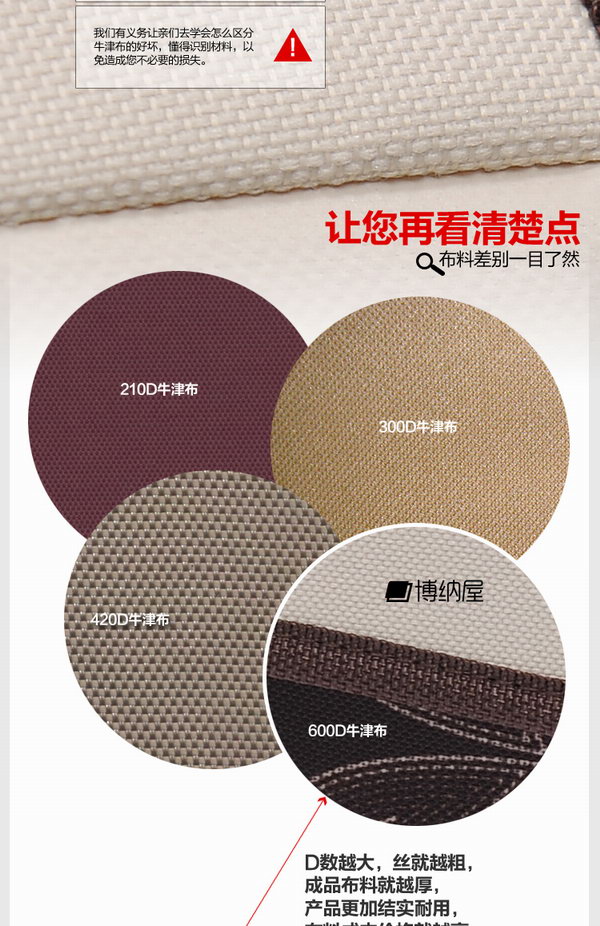 我们有义务让亲们去学会怎么区分
牛津布的好坏，懂得识别材料，以
免造成您不必要的损失。
让您再看清楚点
布料差别一目了然
210D牛津布
300D牛津布
420D牛津布
博纳屋
600D牛津布
D数越大，丝就越粗，
成品布料就越厚，
产品更加结实耐用，